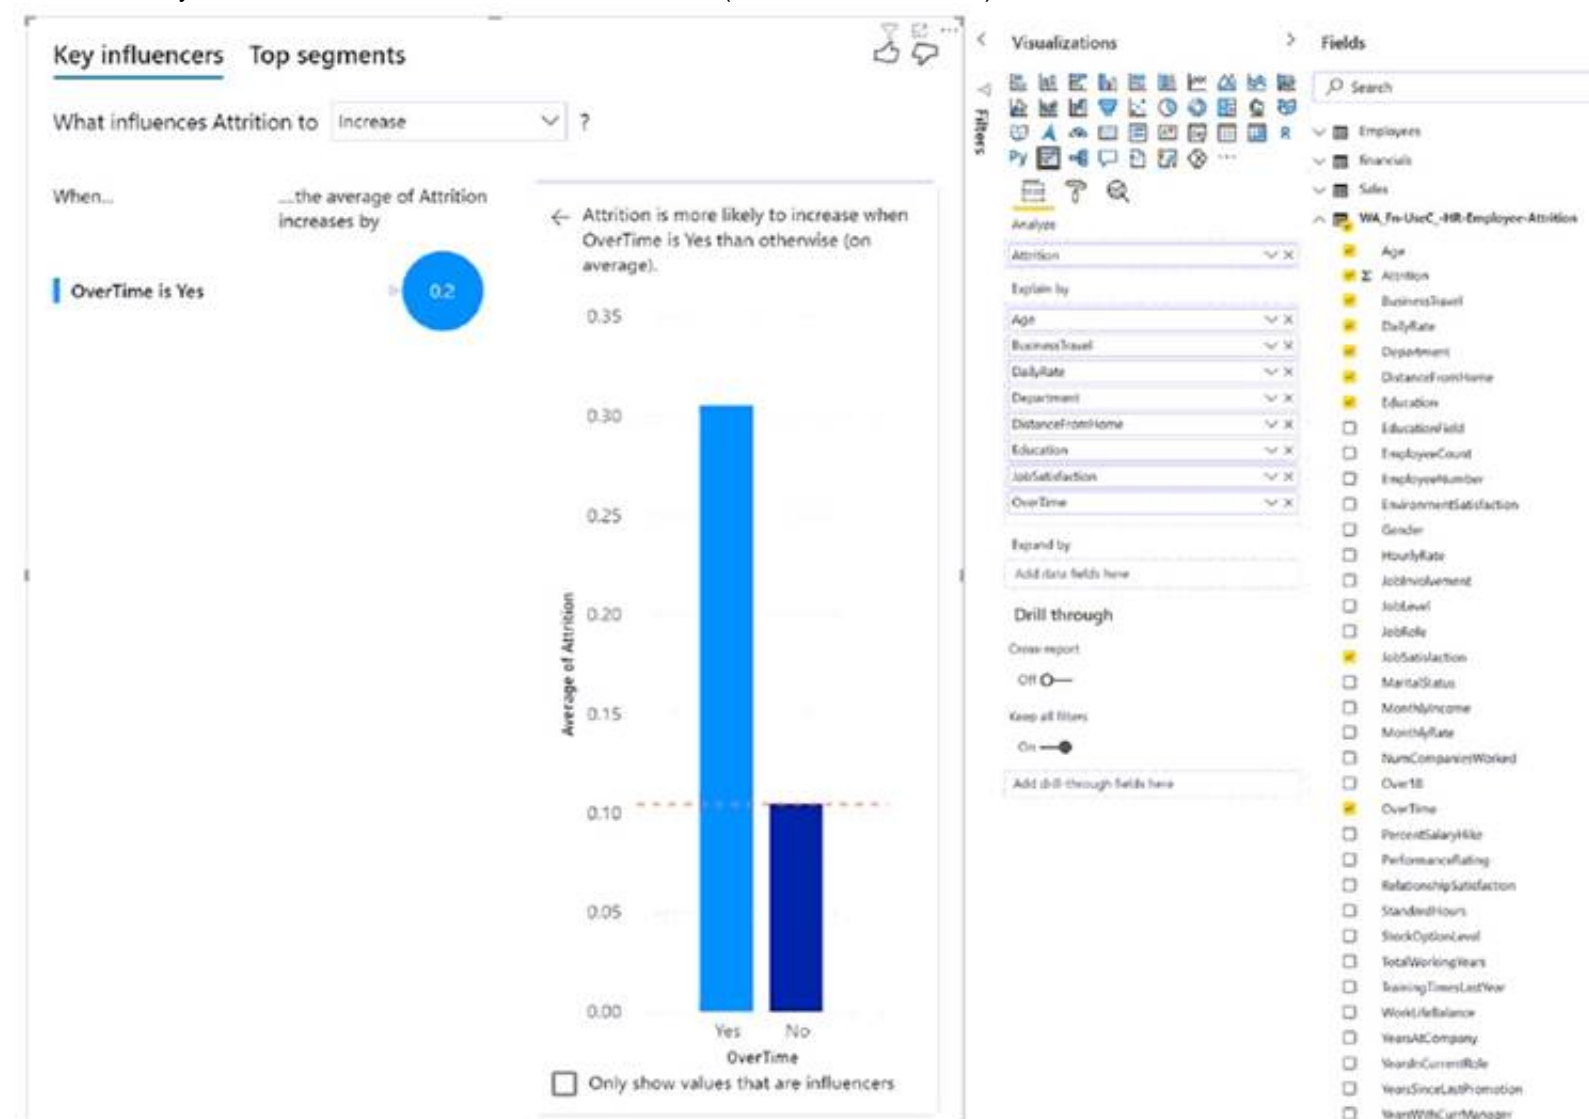 Key influencers Top segments
What influences Attrition to Increase ?
When...
....the average of Attrition
increases by
OverTime is Yes
0.2
Attrition is more likely to increase when
OverTime is Yes than otherwise (on
average).
0.35
0.30
0.25
0.20
0.15
0.10
0.05
0.00
Average of Attrition
Yes No
OverTime
Only show values that are influencers
Filters
Visualizations
R
Py
Analyze
Attrition
Explain by
Age
BusinessTravel
DailyRate
Department
DistanceFromHome
Education
JobSatisfaction
OverTime
Expand by
Add data fields here
Drill through
Cross-report
Off
Keep all filters
On
Add drill-through fields here
Fields
Search
Employees
financials
Sales
WA_Fn-UseC_-HR-Employee-Attrition
Age
Σ Attrition
BusinessTravel
DailyRate
Department
DistanceFromHome
Education
EducationField
EmployeeCount
EmployeeNumber
EnvironmentSatisfaction
Gender
HourlyRate
JobInvolvement
JobLevel
JobRole
JobSatisfaction
MaritalStatus
MonthlyIncome
MonthlyRate
NumCompaniesWorked
Over18
OverTime
PercentSalaryHike
PerformanceRating
RelationshipSatisfaction
StandardHours
StockOptionLevel
TotalWorkingYears
TrainingTimesLastYear
WorkLifeBalance
YearsAtCompany
YearsInCurrentRole
YearsSinceLastPromotion
YearsWithCurrManager